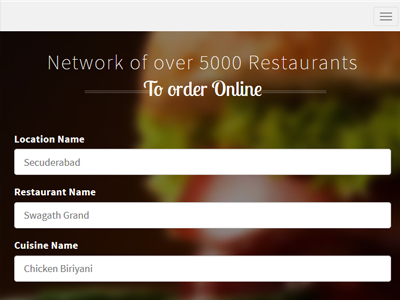 Network of over 5000 Restaurants
To order Online
Location Name
Secuderabad
Restaurant Name
Swagath Grand
Cuisine Name
Chicken Biriyani